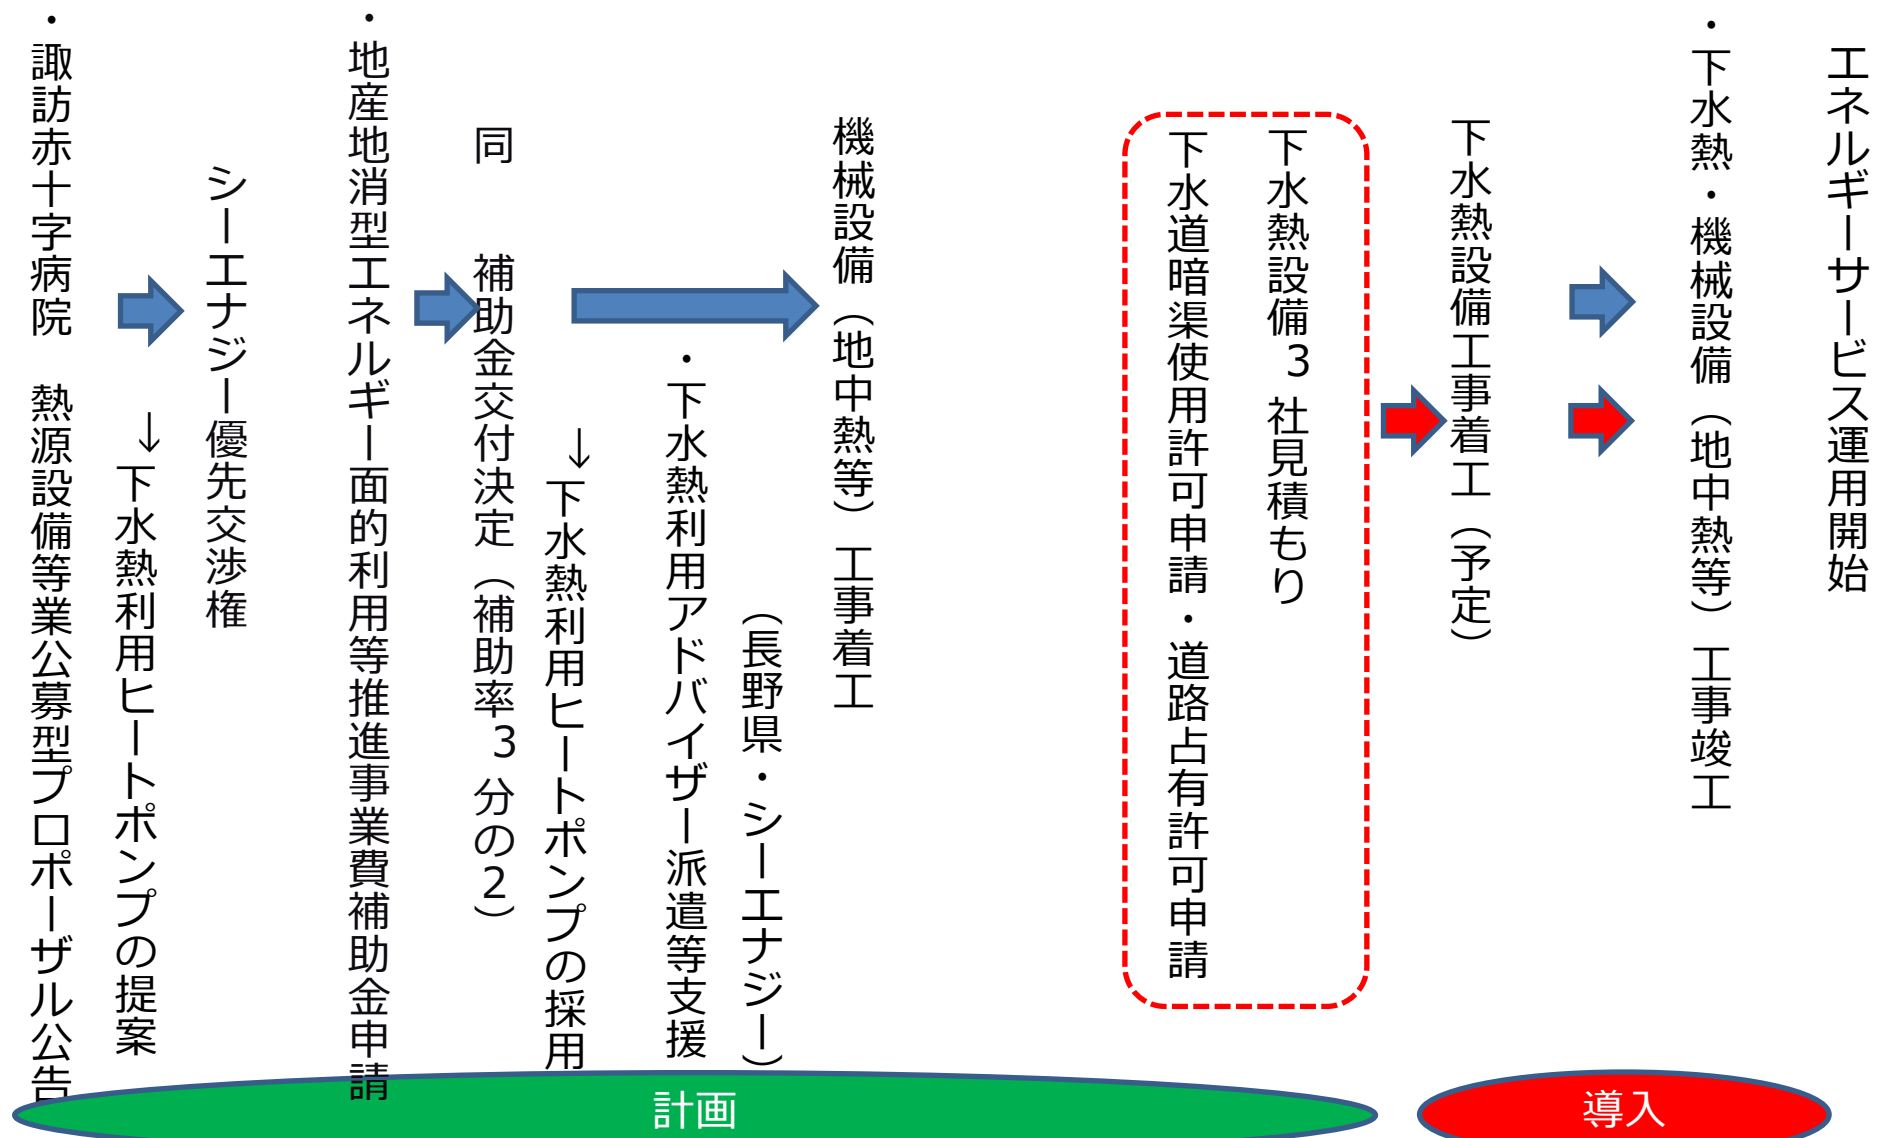 ・諏訪赤十字病院　熱源設備等業公募型プロポーザル公告
→下水熱利用ヒートポンプの提案
シーエナジー優先交渉権
・地産地消型エネルギー面的利用等推進事業費補助金申請
同　　補助金交付決定（補助率3分の2）
→下水熱利用ヒートポンプの採用
・下水熱利用アドバイザー派遣等支援
（長野県・シーエナジー）
機械設備（地中熱等）工事着工
下水道暗渠使用許可申請・道路占有許可申請
下水熱設備3社見積もり
下水熱設備工事着工（予定）
・下水熱・機械設備（地中熱等）工事竣工
エネルギーサービス運用開始
計画
導入